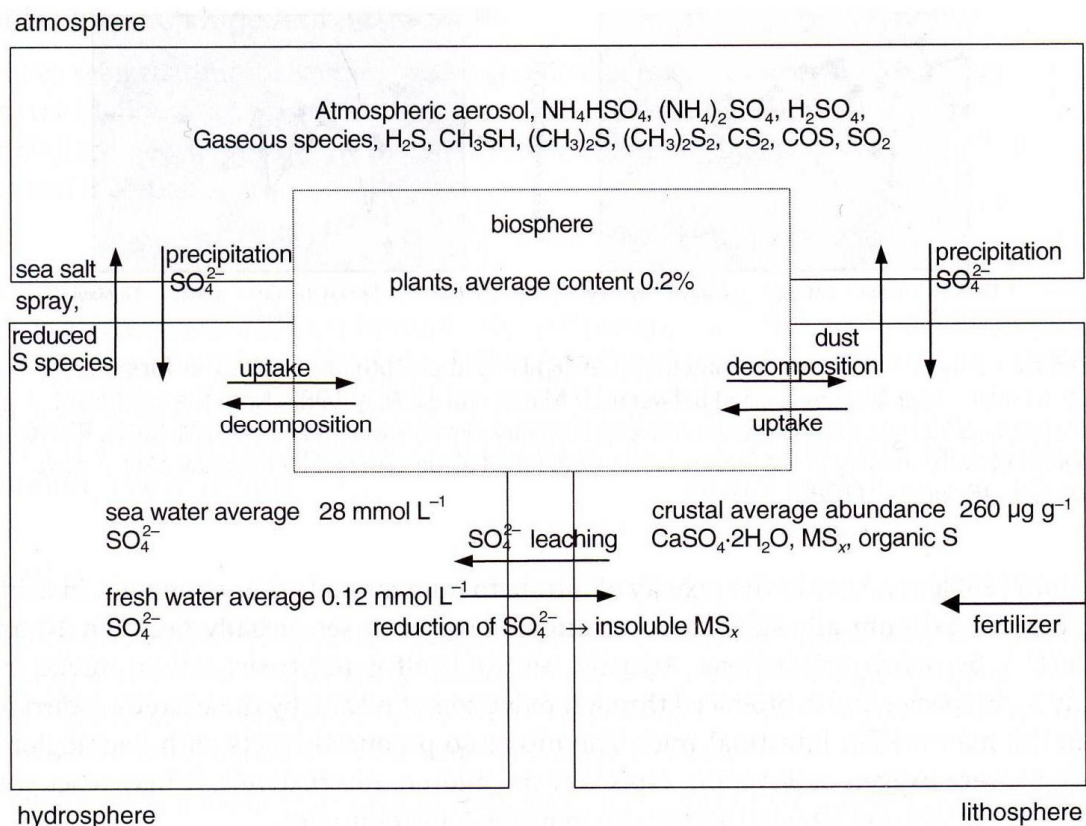 atmosphere
Atmospheric aerosol, NH₄HSO₄, (NH₄)₂SO₄, H₂SO₄,
Gaseous species, H₂S, CH₃SH, (CH₃)₂S, (CH₃)₂S₂, CS₂, COS, SO₂
biosphere
plants, average content 0.2%
sea salt
spray,
reduced
S species
precipitation
SO₄²⁻
precipitation
SO₄²⁻
dust
uptake
decomposition
decomposition
uptake
sea water average 28 mmol L⁻¹
SO₄²⁻
SO₄²⁻ leaching
crustal average abundance 260 µg g⁻¹
CaSO₄·2H₂O, MSₓ, organic S
fresh water average 0.12 mmol L⁻¹
SO₄²⁻
reduction of SO₄²⁻ → insoluble MSₓ
fertilizer
hydrosphere
lithosphere